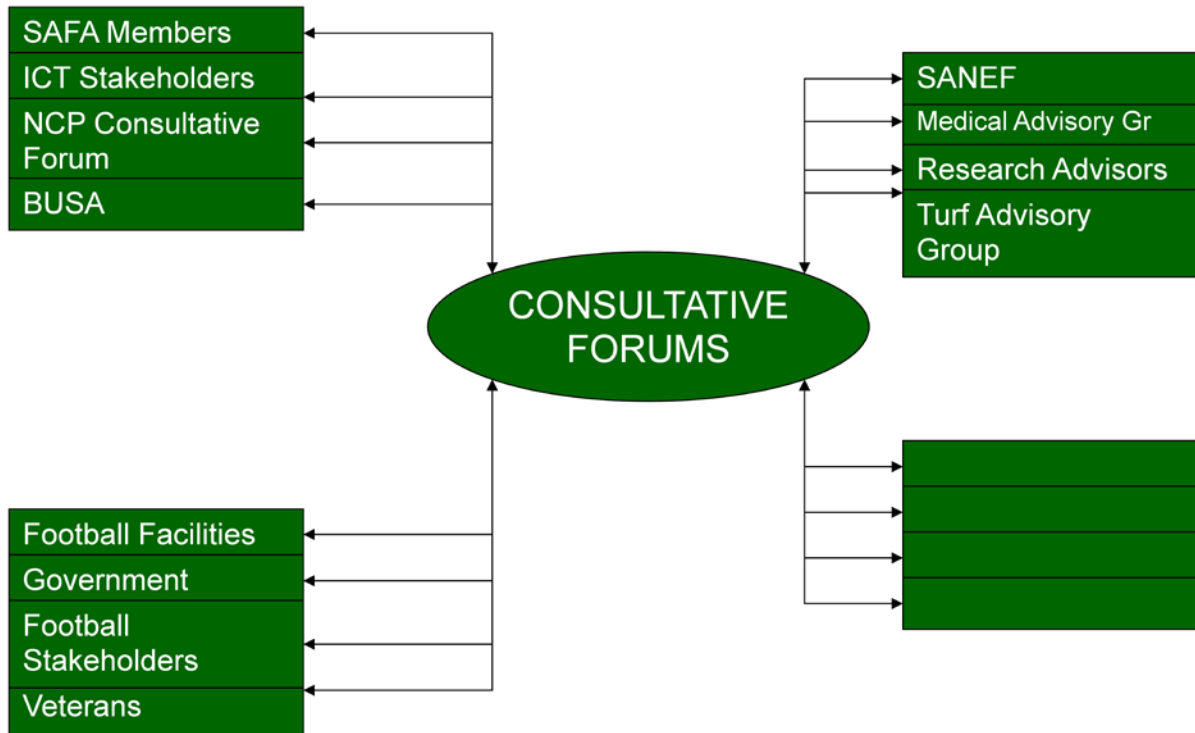 SAFA Members
ICT Stakeholders
NCP Consultative
Forum
BUSA
SANEF
Medical Advisory Gr
Research Advisors
Turf Advisory
Group
CONSULTATIVE
FORUMS
Football Facilities
Government
Football
Stakeholders
Veterans